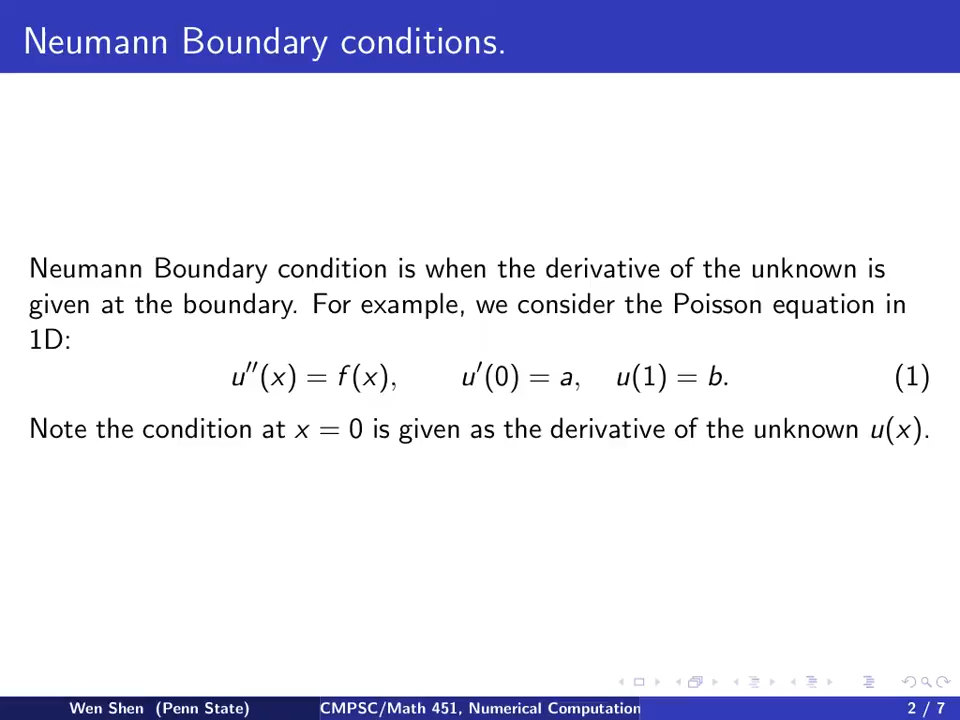 Neumann Boundary conditions.
Neumann Boundary condition is when the derivative of the unknown is
given at the boundary. For example, we consider the Poisson equation in
1D:
u′′(x) = f(x), u′(0) = a, u(1) = b. (1)
Note the condition at x = 0 is given as the derivative of the unknown u(x).
Wen Shen (Penn State) CMPSC/Math 451, Numerical Computation 2 / 7